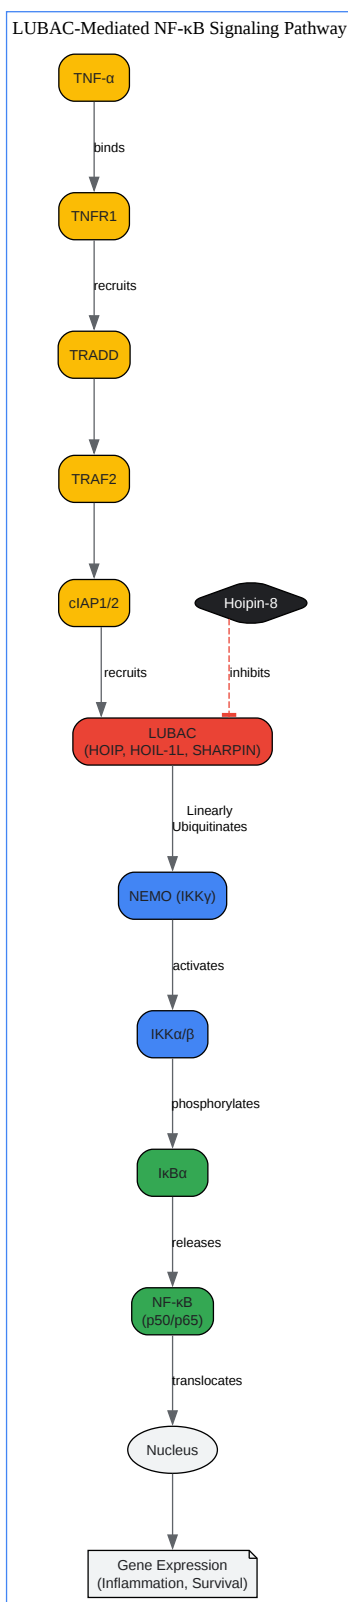 LUBAC-Mediated NF-κB Signaling Pathway
TNF-α
binds
TNFR1
recruits
TRADD
TRAF2
cIAP1/2
Hoipin-8
recruits
inhibits
LUBAC
(HOIP, HOIL-1L, SHARPIN)
Linearly
Ubiquitinates
NEMO (IKKγ)
activates
IKKα/β
phosphorylates
IκBα
releases
NF-κB
(p50/p65)
translocates
Nucleus
Gene Expression
(Inflammation, Survival)